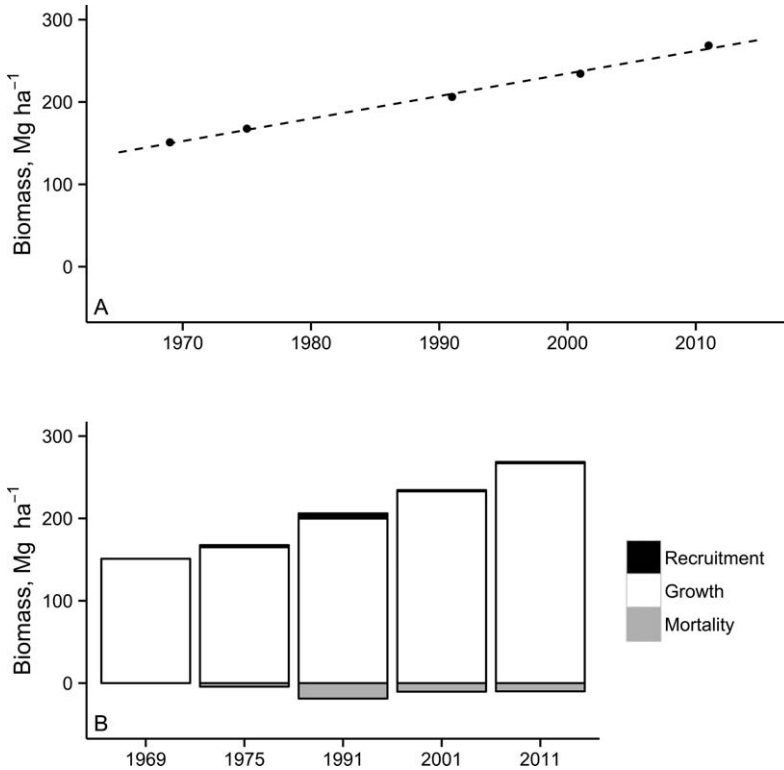 300
200
100
0
Biomass, Mg ha⁻¹
A
1970
1980
1990
2000
2010
300
200
100
0
Biomass, Mg ha⁻¹
B
1969
1975
1991
2001
2011
Recruitment
Growth
Mortality